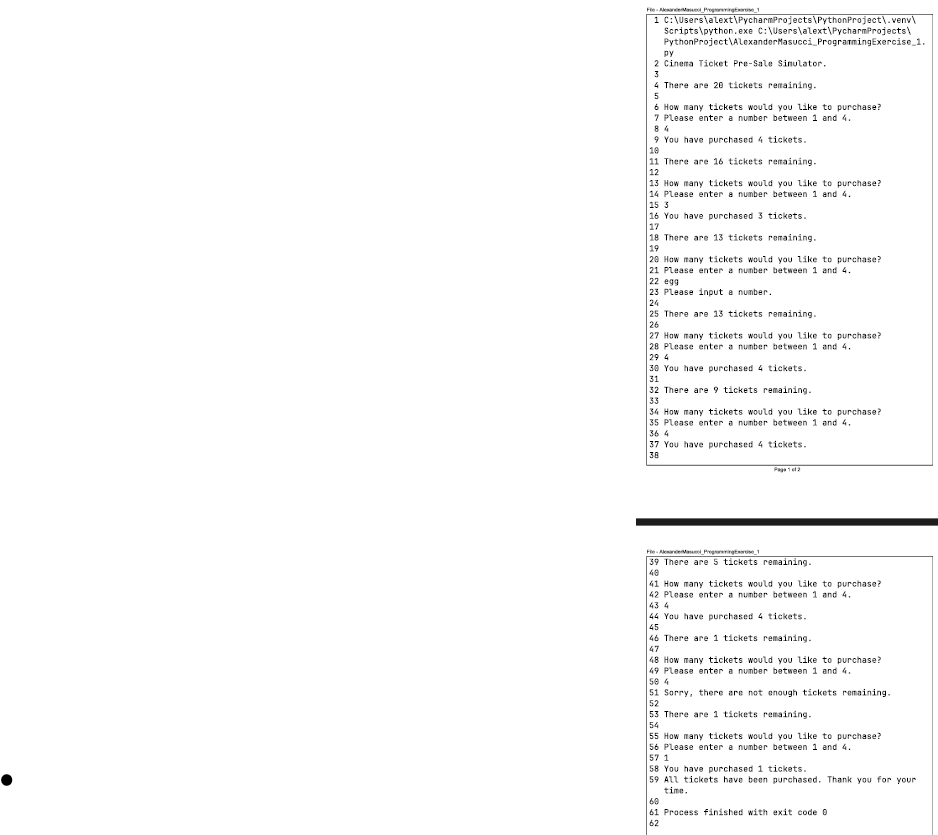 File - AlexanderMasucci_ProgrammingExercise_1
1 C:\Users\alext\PycharmProjects\PythonProject\.venv\
Scripts\python.exe C:\Users\alext\PycharmProjects\
PythonProject\AlexanderMasucci_ProgrammingExercise_1.
py
2 Cinema Ticket Pre-Sale Simulator.
3
4 There are 20 tickets remaining.
5
6 How many tickets would you like to purchase?
7 Please enter a number between 1 and 4.
8 4
9 You have purchased 4 tickets.
10
11 There are 16 tickets remaining.
12
13 How many tickets would you like to purchase?
14 Please enter a number between 1 and 4.
15 3
16 You have purchased 3 tickets.
17
18 There are 13 tickets remaining.
19
20 How many tickets would you like to purchase?
21 Please enter a number between 1 and 4.
22 egg
23 Please input a number.
24
25 There are 13 tickets remaining.
26
27 How many tickets would you like to purchase?
28 Please enter a number between 1 and 4.
29 4
30 You have purchased 4 tickets.
31
32 There are 9 tickets remaining.
33
34 How many tickets would you like to purchase?
35 Please enter a number between 1 and 4.
36 4
37 You have purchased 4 tickets.
38
Page 1 of 2
File - AlexanderMasucci_ProgrammingExercise_1
39 There are 5 tickets remaining.
40
41 How many tickets would you like to purchase?
42 Please enter a number between 1 and 4.
43 4
44 You have purchased 4 tickets.
45
46 There are 1 tickets remaining.
47
48 How many tickets would you like to purchase?
49 Please enter a number between 1 and 4.
50 4
51 Sorry, there are not enough tickets remaining.
52
53 There are 1 tickets remaining.
54
55 How many tickets would you like to purchase?
56 Please enter a number between 1 and 4.
57 1
58 You have purchased 1 tickets.
59 All tickets have been purchased. Thank you for your
time.
60
61 Process finished with exit code 0
62